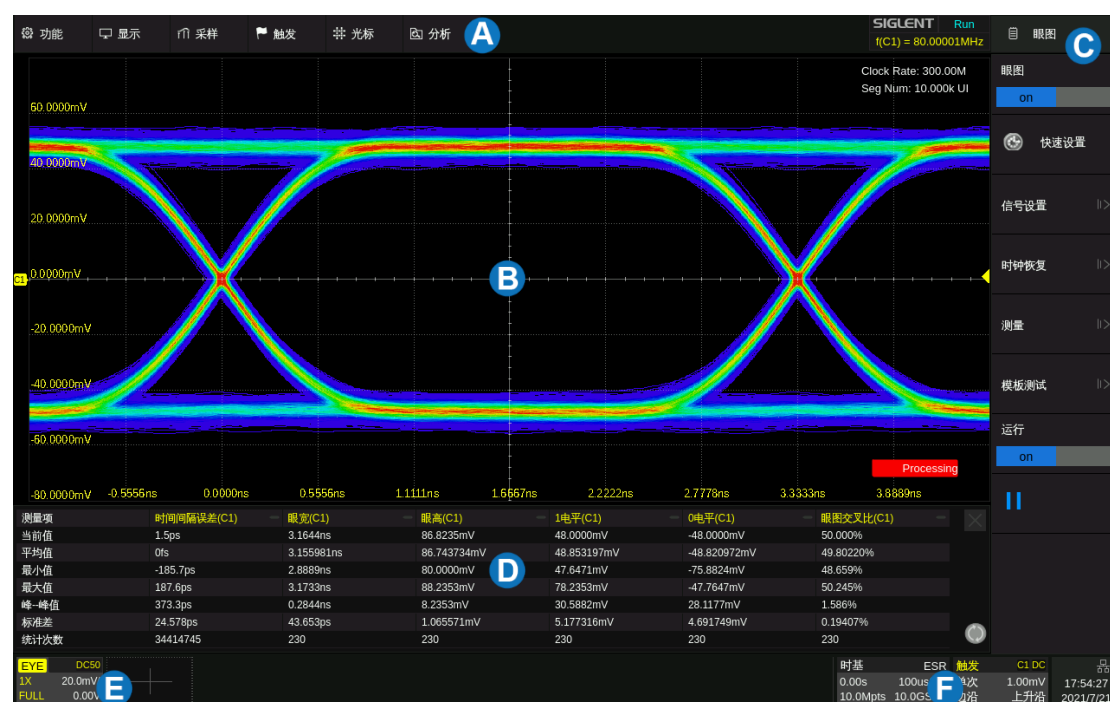 功能 显示 采样 触发 光标 分析 A
SIGLENT Run
f(C1) = 80.00001MHz
眼图 C
Clock Rate: 300.00M
Seg Num: 10.000k UI
60.0000mV
40.0000mV
20.0000mV
C1 0.0000mV
B
-20.0000mV
-40.0000mV
-60.0000mV
-80.0000mV
Processing
-0.5556ns 0.0000ns 0.5556ns 1.1111ns 1.6667ns 2.2222ns 2.7778ns 3.3333ns 3.8889ns
眼图
on
快速设置
信号设置
时钟恢复
测量
模板测试
运行
on
测量项 时间间隔误差(C1) 眼宽(C1) 眼高(C1) 1电平(C1) 0电平(C1) 眼图交叉比(C1)
当前值 1.5ps 3.1644ns 86.8235mV 48.0000mV -48.0000mV 50.000%
平均值 0fs 3.155981ns 86.743734mV 48.853197mV -48.820972mV 49.80220%
最小值 -185.7ps 2.8889ns 80.0000mV 47.6471mV -75.8824mV 48.659%
最大值 187.6ps 3.1733ns 88.2353mV 78.2353mV -47.7647mV 50.245%
峰--峰值 373.3ps 0.2844ns 8.2353mV 30.5882mV 28.1177mV 1.586%
标准差 24.578ps 43.653ps 1.065571mV 5.177316mV 4.691749mV 0.19407%
统计次数 34414745 230 230 230 230 230
D
EYE DC50
1X 20.0mV
FULL 0.00V
E
时基 ESR
0.00s 100us
10.0Mpts 10.0GS
F
触发 C1 DC
次 1.00mV
沿 上升沿
17:54:27
2021/7/21